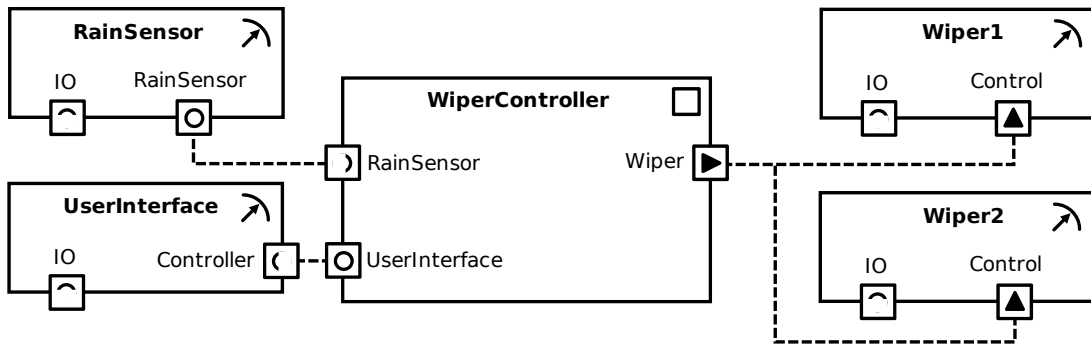 RainSensor
IO
RainSensor
UserInterface
IO
Controller
WiperController
RainSensor
UserInterface
Wiper
Wiper1
IO
Control
Wiper2
IO
Control